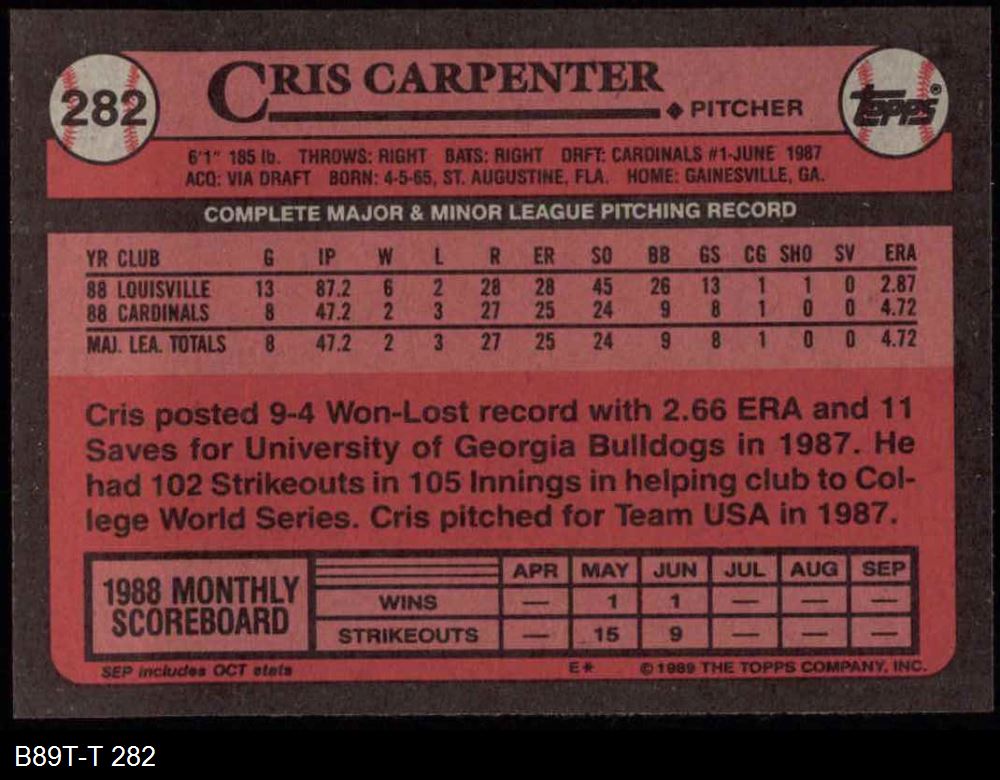 282
CRIS CARPENTER
◆ PITCHER
Topps®
6'1" 185 lb. THROWS: RIGHT BATS: RIGHT DRFT: CARDINALS #1-JUNE 1987
ACQ: VIA DRAFT BORN: 4-5-65, ST. AUGUSTINE, FLA. HOME: GAINESVILLE, GA.
COMPLETE MAJOR & MINOR LEAGUE PITCHING RECORD
YR CLUB G IP W L R ER SO BB GS CG SHO SV ERA
88 LOUISVILLE 13 87.2 6 2 28 28 45 26 13 1 1 0 2.87
88 CARDINALS 8 47.2 2 3 27 25 24 9 8 1 0 0 4.72
MAJ. LEA. TOTALS 8 47.2 2 3 27 25 24 9 8 1 0 0 4.72
Cris posted 9-4 Won-Lost record with 2.66 ERA and 11
Saves for University of Georgia Bulldogs in 1987. He
had 102 Strikeouts in 105 Innings in helping club to Col-
lege World Series. Cris pitched for Team USA in 1987.
1988 MONTHLY
SCOREBOARD
APR MAY JUN JUL AUG SEP
WINS — 1 1 — — —
STRIKEOUTS — 15 9 — — —
SEP includes OCT stats
E*
© 1989 THE TOPPS COMPANY, INC.
B89T-T 282